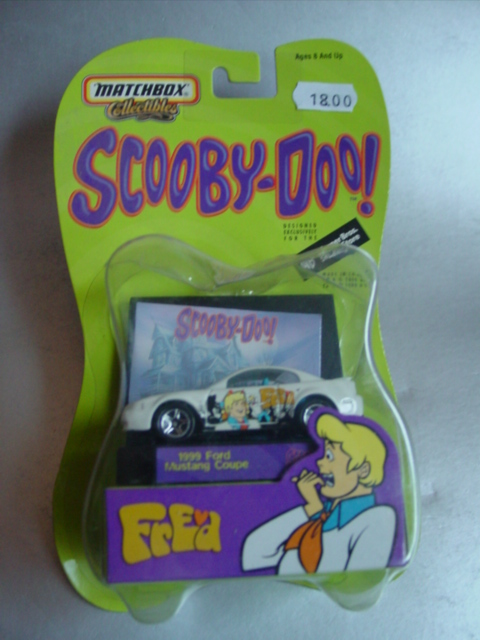 Ages 8 And Up
MATCHBOX
Collectibles
18.00
SCOOBY-DOO!
DESIGNED
EXCLUSIVELY
FOR THE
SCOOBY-DOO!
1999 Ford
Mustang Coupe
FrEd